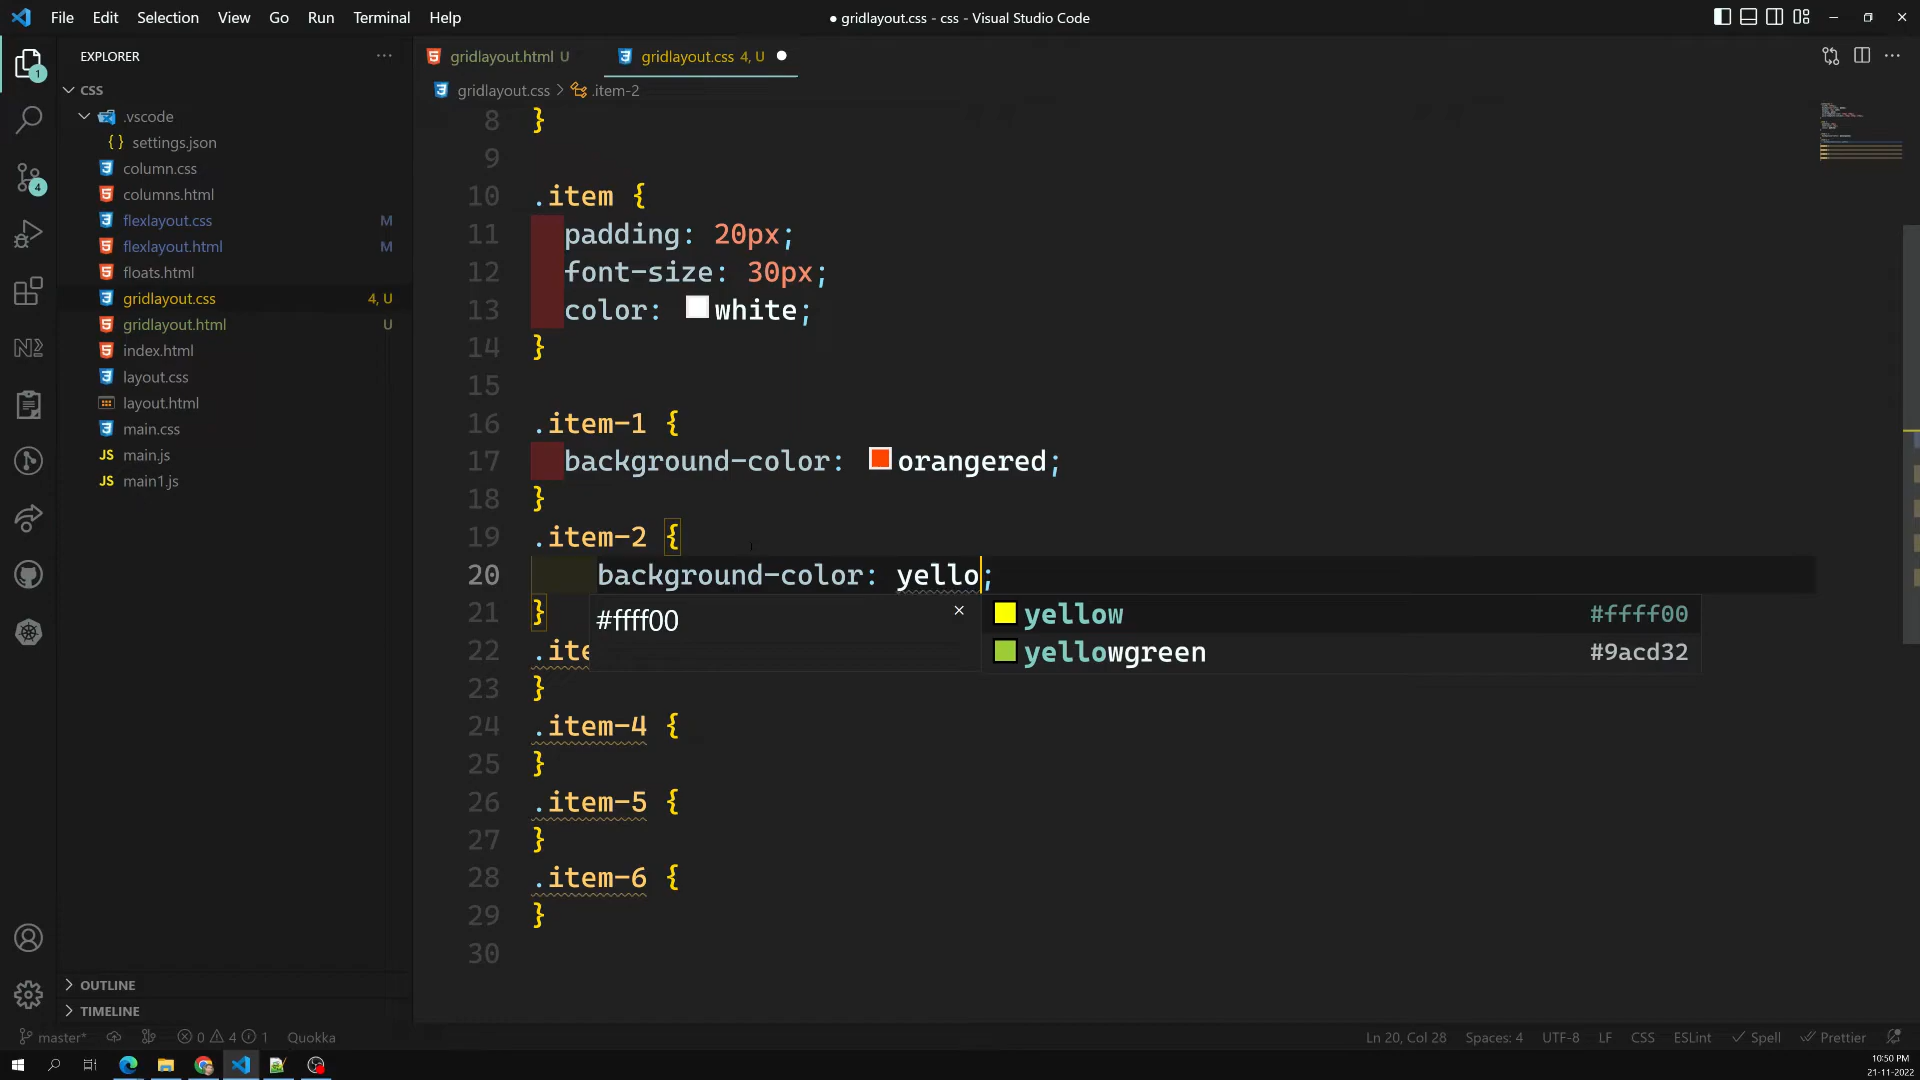 File Edit Selection View Go Run Terminal Help
● gridlayout.css - css - Visual Studio Code
EXPLORER
CSS
.vscode
{} settings.json
column.css
columns.html
flexlayout.css M
flexlayout.html M
floats.html
gridlayout.css 4, U
gridlayout.html U
index.html
layout.css
layout.html
main.css
JS main.js
JS main1.js
OUTLINE
TIMELINE
1
4
N2
gridlayout.html U
gridlayout.css 4, U
gridlayout.css > .item-2
8 }
9
10 .item {
11 padding: 20px;
12 font-size: 30px;
13 color: white;
14 }
15
16 .item-1 {
17 background-color: orangered;
18 }
19 .item-2 {
20 background-color: yello;
21 }
#ffff00
yellow #ffff00
yellowgreen #9acd32
22 .ite
23 }
24 .item-4 {
25 }
26 .item-5 {
27 }
28 .item-6 {
29 }
30
master* 0 4 1 Quokka
Ln 20, Col 28 Spaces: 4 UTF-8 LF CSS ESLint Spell Prettier
10:50 PM
21-11-2022